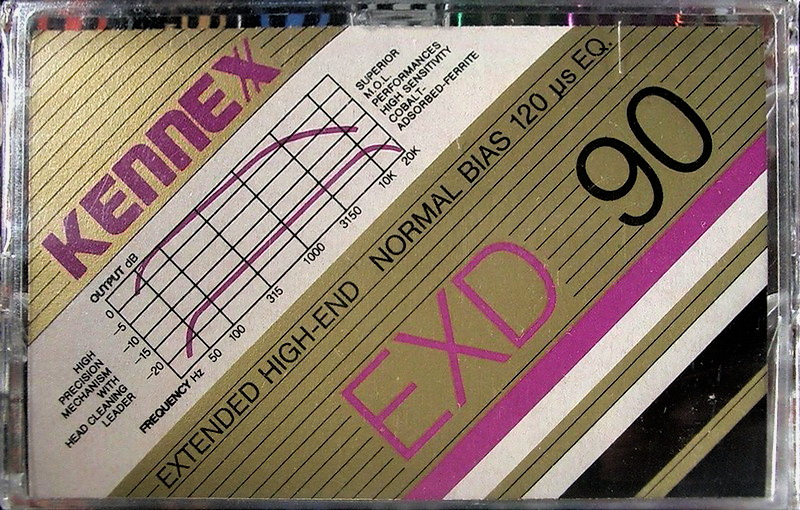 KENNEX
SUPERIOR
M.O.L.
PERFORMANCES
HIGH SENSITIVITY
COBALT-
ADSORBED-FERRITE
OUTPUT dB
0
-5
-10
-15
-20
FREQUENCY Hz 50 100 315 1000 3150 10K 20K
HIGH
PRECISION
MECHANISM
WITH
HEAD CLEANING
LEADER
EXTENDED HIGH-END NORMAL BIAS 120 µs EQ.
EXD 90